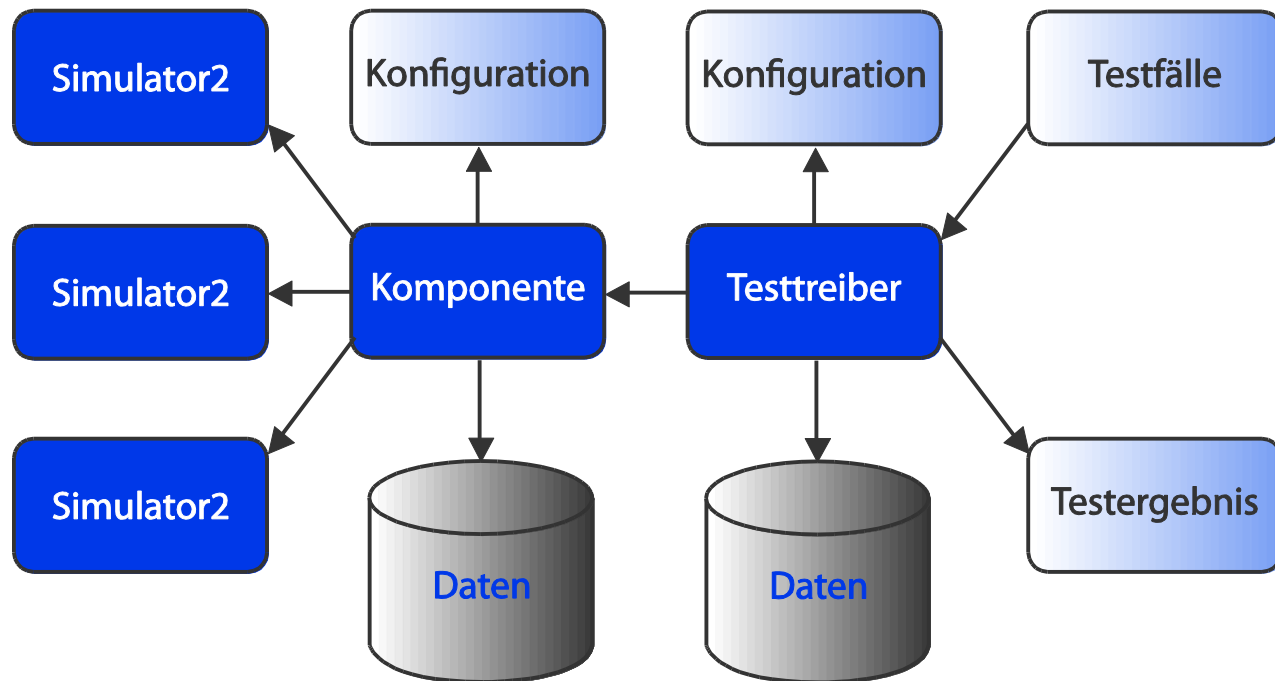 Simulator2
Konfiguration
Konfiguration
Testfälle
Simulator2
Komponente
Testtreiber
Simulator2
Testergebnis
Daten
Daten